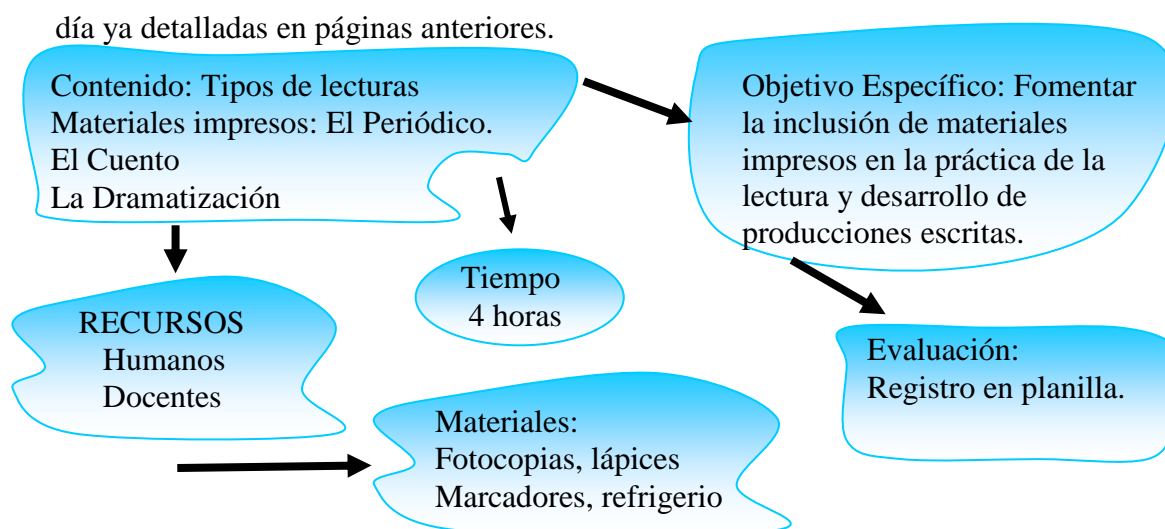 día ya detalladas en páginas anteriores.
Contenido: Tipos de lecturas
Materiales impresos: El Periódico.
El Cuento
La Dramatización
Objetivo Específico: Fomentar
la inclusión de materiales
impresos en la práctica de la
lectura y desarrollo de
producciones escritas.
Tiempo
4 horas
RECURSOS
Humanos
Docentes
Evaluación:
Registro en planilla.
Materiales:
Fotocopias, lápices
Marcadores, refrigerio